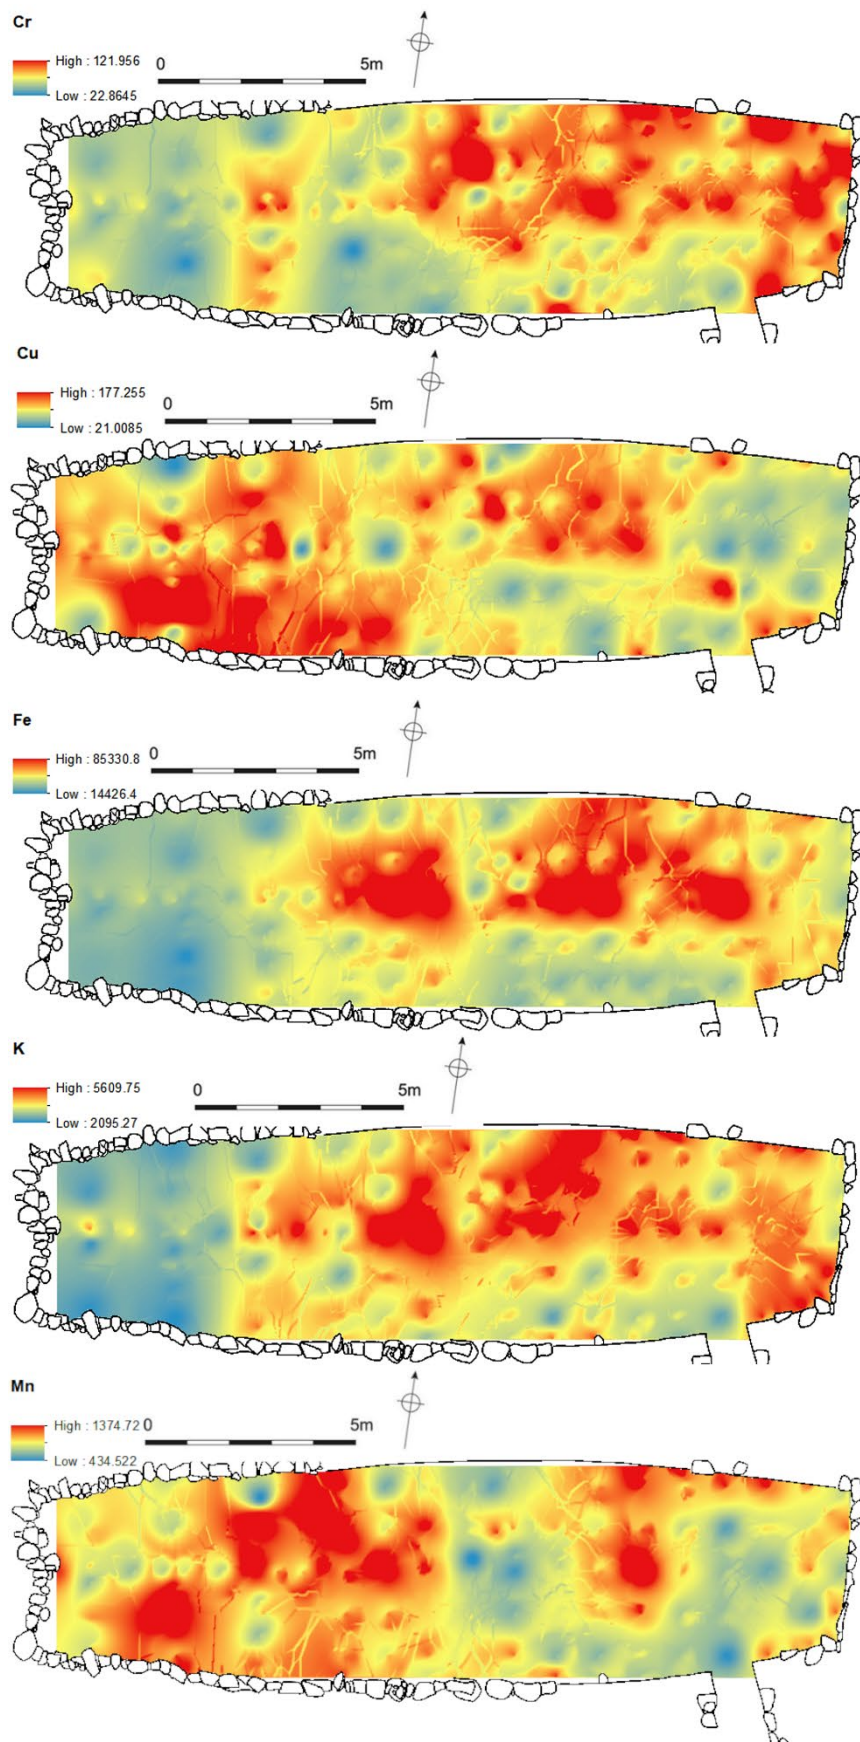 Cr
High : 121.956
Low : 22.8645
0 5m
Cu
High : 177.255
Low : 21.0085
0 5m
Fe
High : 85330.8
Low : 14426.4
0 5m
K
High : 5609.75
Low : 2095.27
0 5m
Mn
High : 1374.72
Low : 434.522
0 5m